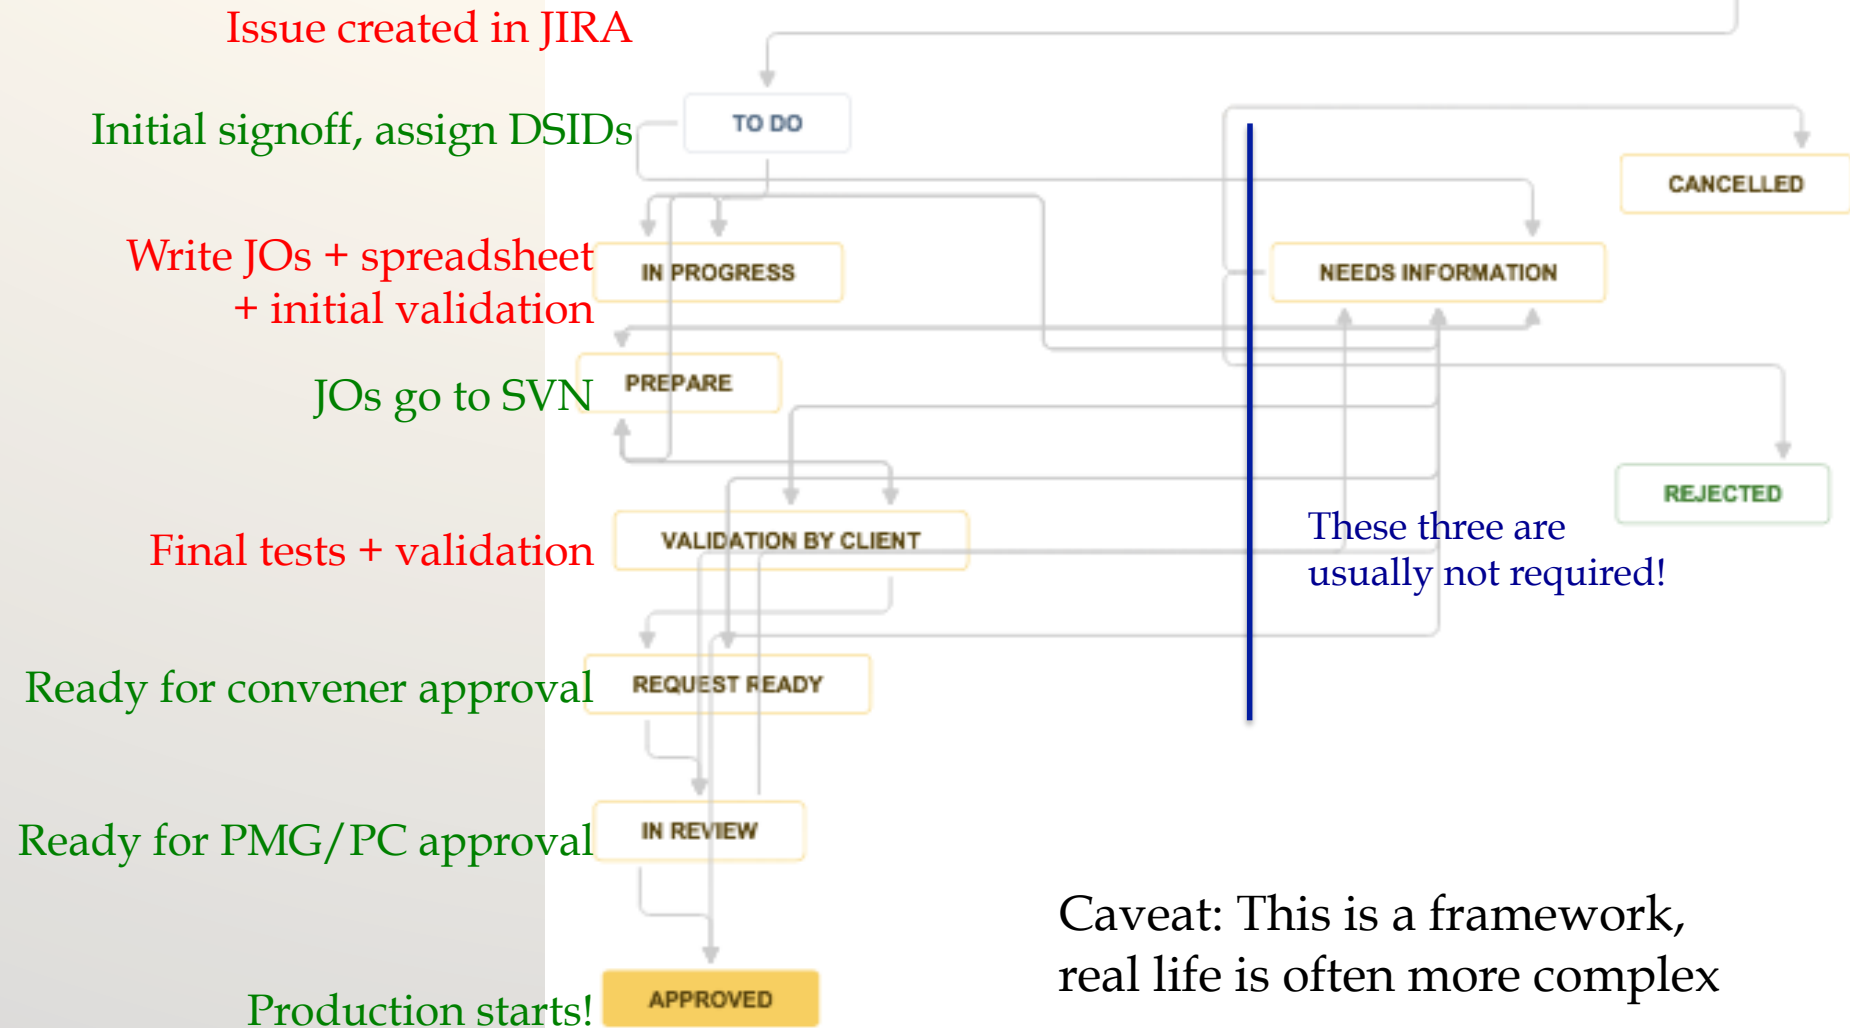 Issue created in JIRA
Initial signoff, assign DSIDs
TO DO
CANCELLED
Write JOs + spreadsheet
+ initial validation
IN PROGRESS
NEEDS INFORMATION
JOs go to SVN
PREPARE
REJECTED
Final tests + validation
VALIDATION BY CLIENT
These three are
usually not required!
Ready for convener approval
REQUEST READY
Ready for PMG/PC approval
IN REVIEW
Caveat: This is a framework,
real life is often more complex
Production starts!
APPROVED